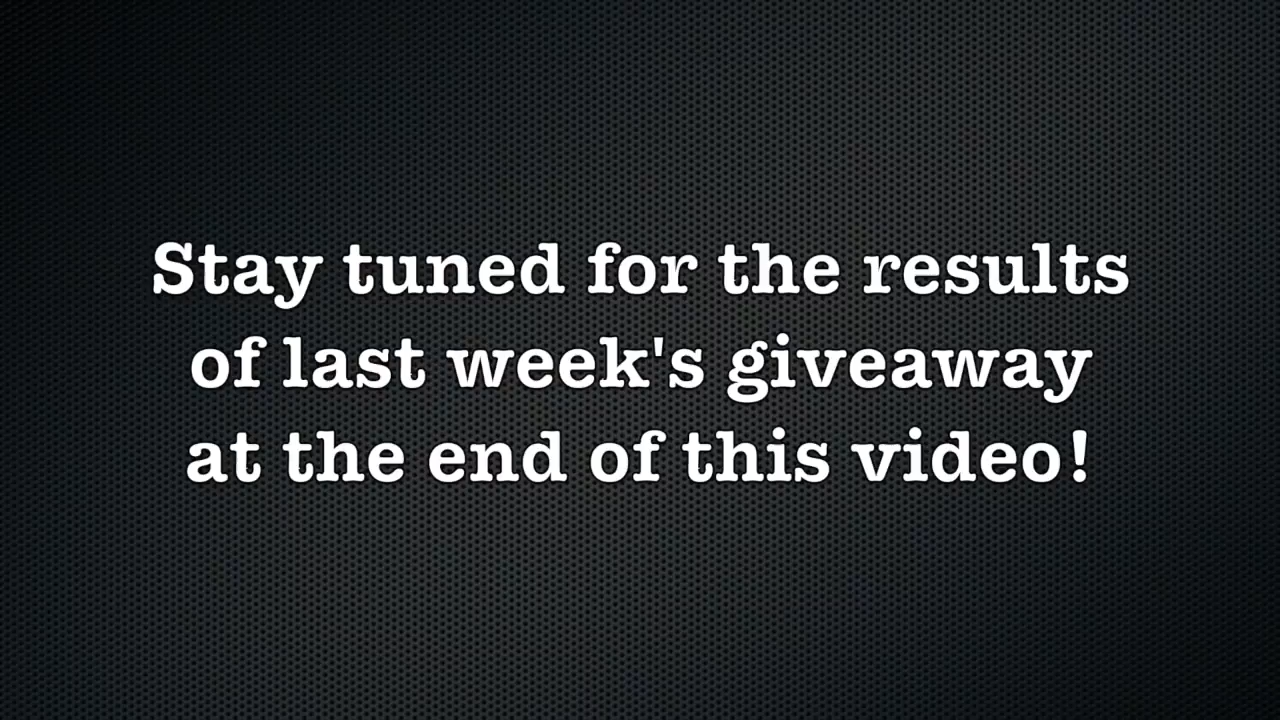 Stay tuned for the results
of last week's giveaway
at the end of this video!